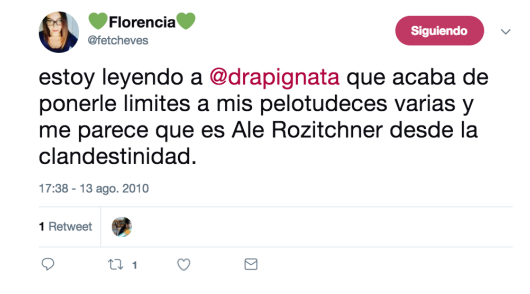 💚Florencia💚
@fetcheves
Siguiendo
estoy leyendo a @drapignata que acaba de
ponerle limites a mis pelotudeces varias y
me parece que es Ale Rozitchner desde la
clandestinidad.
17:38 - 13 ago. 2010
1 Retweet
1